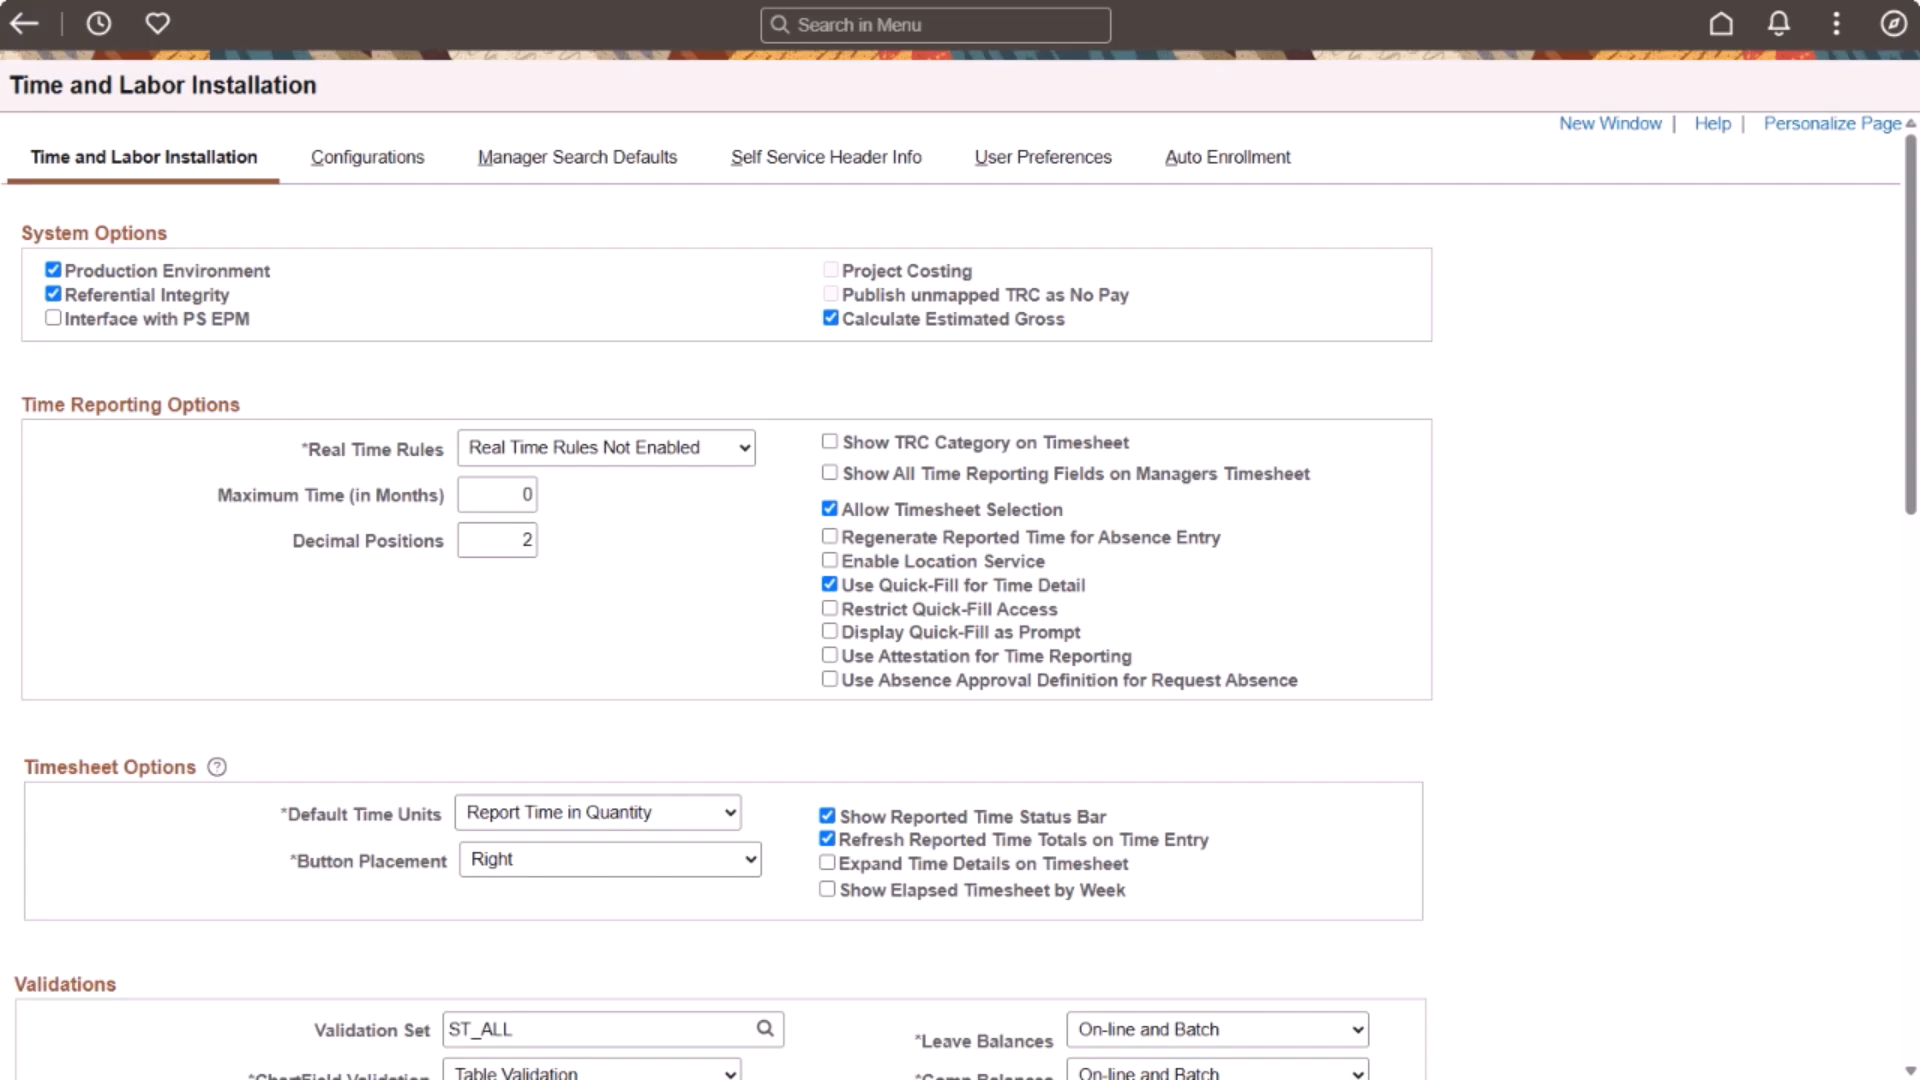 Search in Menu
Time and Labor Installation
New Window | Help | Personalize Page
Time and Labor Installation Configurations Manager Search Defaults Self Service Header Info User Preferences Auto Enrollment
System Options
Production Environment
Referential Integrity
Interface with PS EPM
Project Costing
Publish unmapped TRC as No Pay
Calculate Estimated Gross
Time Reporting Options
*Real Time Rules Real Time Rules Not Enabled
Maximum Time (in Months) 0
Decimal Positions 2
Show TRC Category on Timesheet
Show All Time Reporting Fields on Managers Timesheet
Allow Timesheet Selection
Regenerate Reported Time for Absence Entry
Enable Location Service
Use Quick-Fill for Time Detail
Restrict Quick-Fill Access
Display Quick-Fill as Prompt
Use Attestation for Time Reporting
Use Absence Approval Definition for Request Absence
Timesheet Options ?
*Default Time Units Report Time in Quantity
*Button Placement Right
Show Reported Time Status Bar
Refresh Reported Time Totals on Time Entry
Expand Time Details on Timesheet
Show Elapsed Timesheet by Week
Validations
Validation Set ST_ALL
*Leave Balances On-line and Batch
*ChartField Validation Table Validation
*Comp Balances On-line and Batch